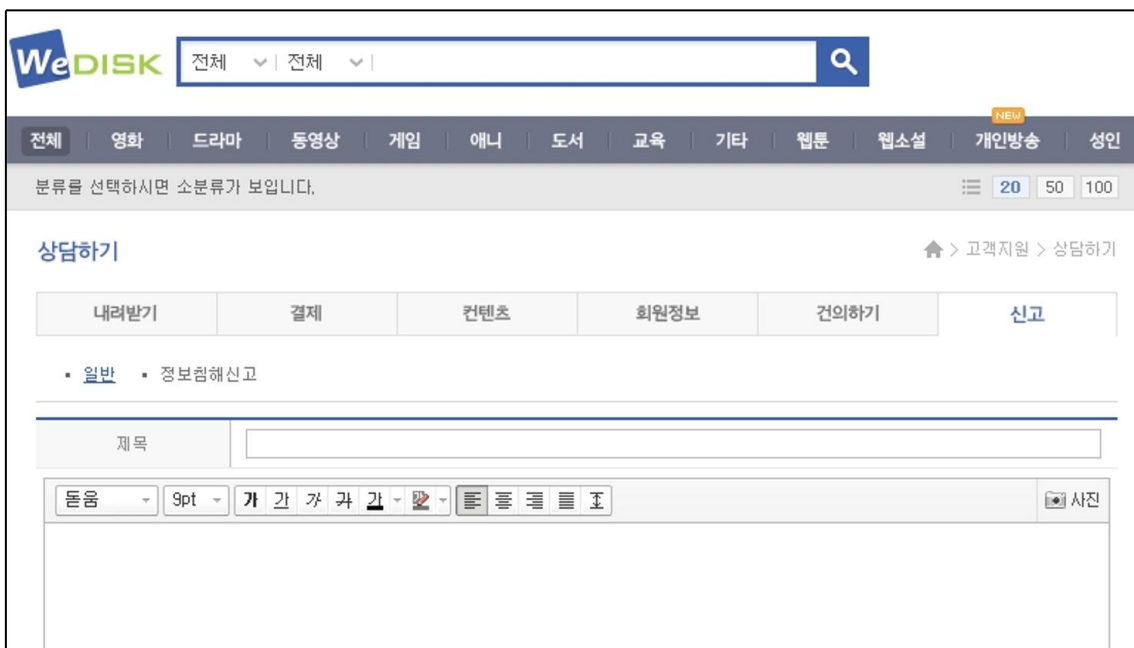 WeDISK 전체 전체
NEW
전체 영화 드라마 동영상 게임 애니 도서 교육 기타 웹툰 웹소설 개인방송 성인
분류를 선택하시면 소분류가 보입니다. 20 50 100
상담하기 > 고객지원 > 상담하기
내려받기 결제 컨텐츠 회원정보 건의하기 신고
▪ 일반 ▪ 정보침해신고
제목
돋움 9pt 가 가 가 가 가 사진